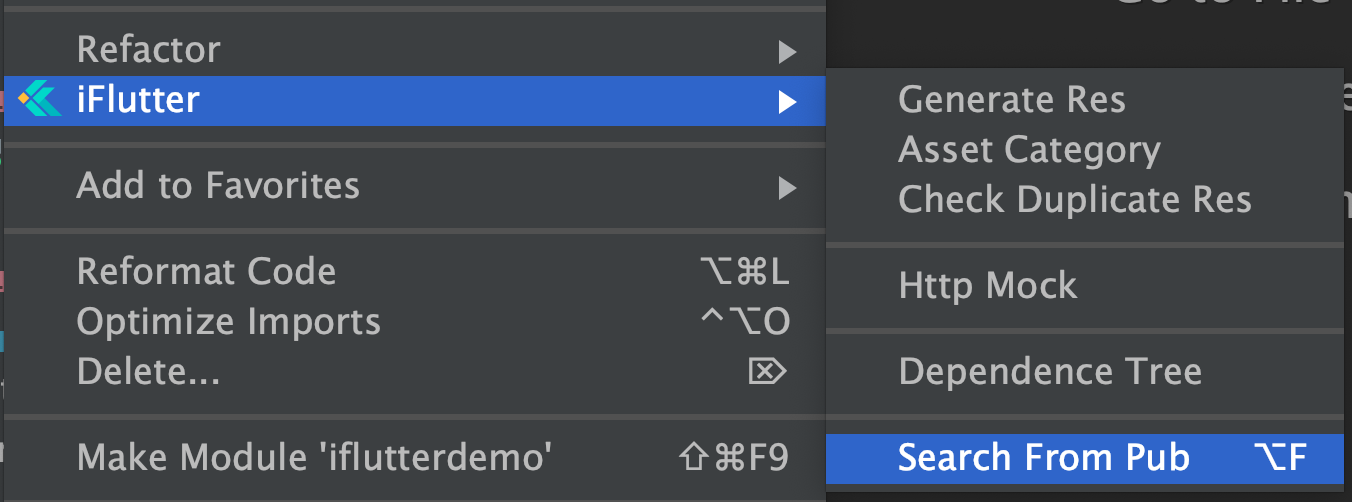 Refactor
iFlutter
Add to Favorites
Reformat Code ⌥⌘L
Optimize Imports ^⌥O
Delete... ⌦
Make Module 'iflutterdemo' ⇧⌘F9
Generate Res
Asset Category
Check Duplicate Res
Http Mock
Dependence Tree
Search From Pub ⌥F